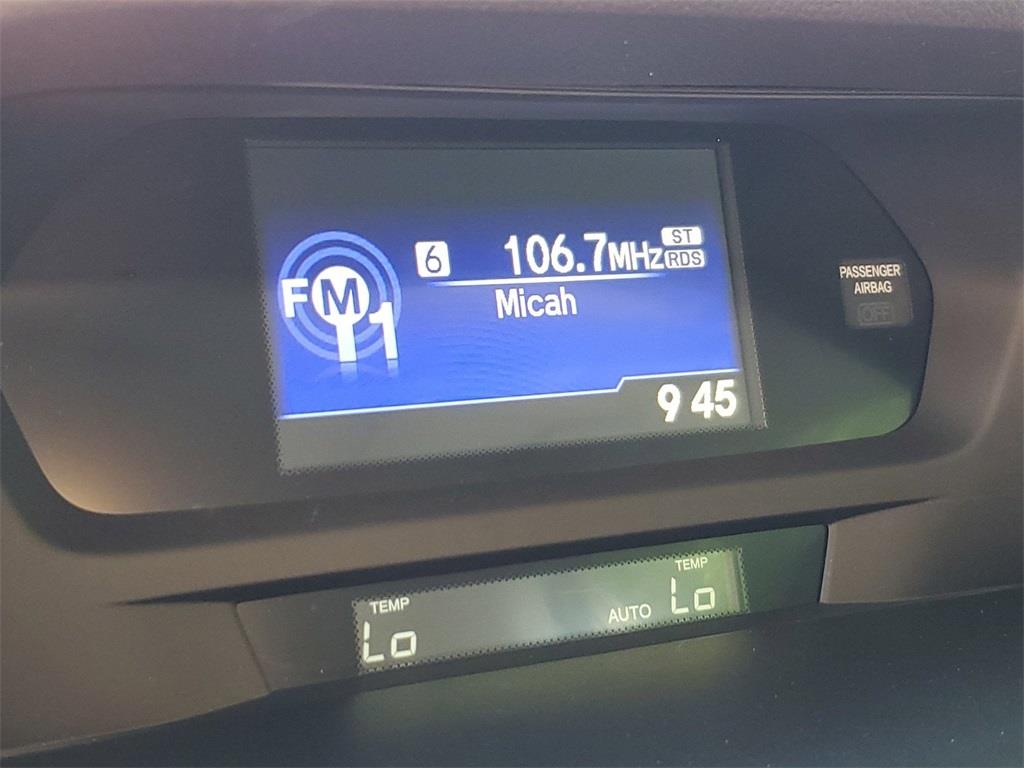 FM1
6
106.7MHz
ST
RDS
Micah
9 45
PASSENGER
AIRBAG
OFF
TEMP
Lo
AUTO
TEMP
Lo